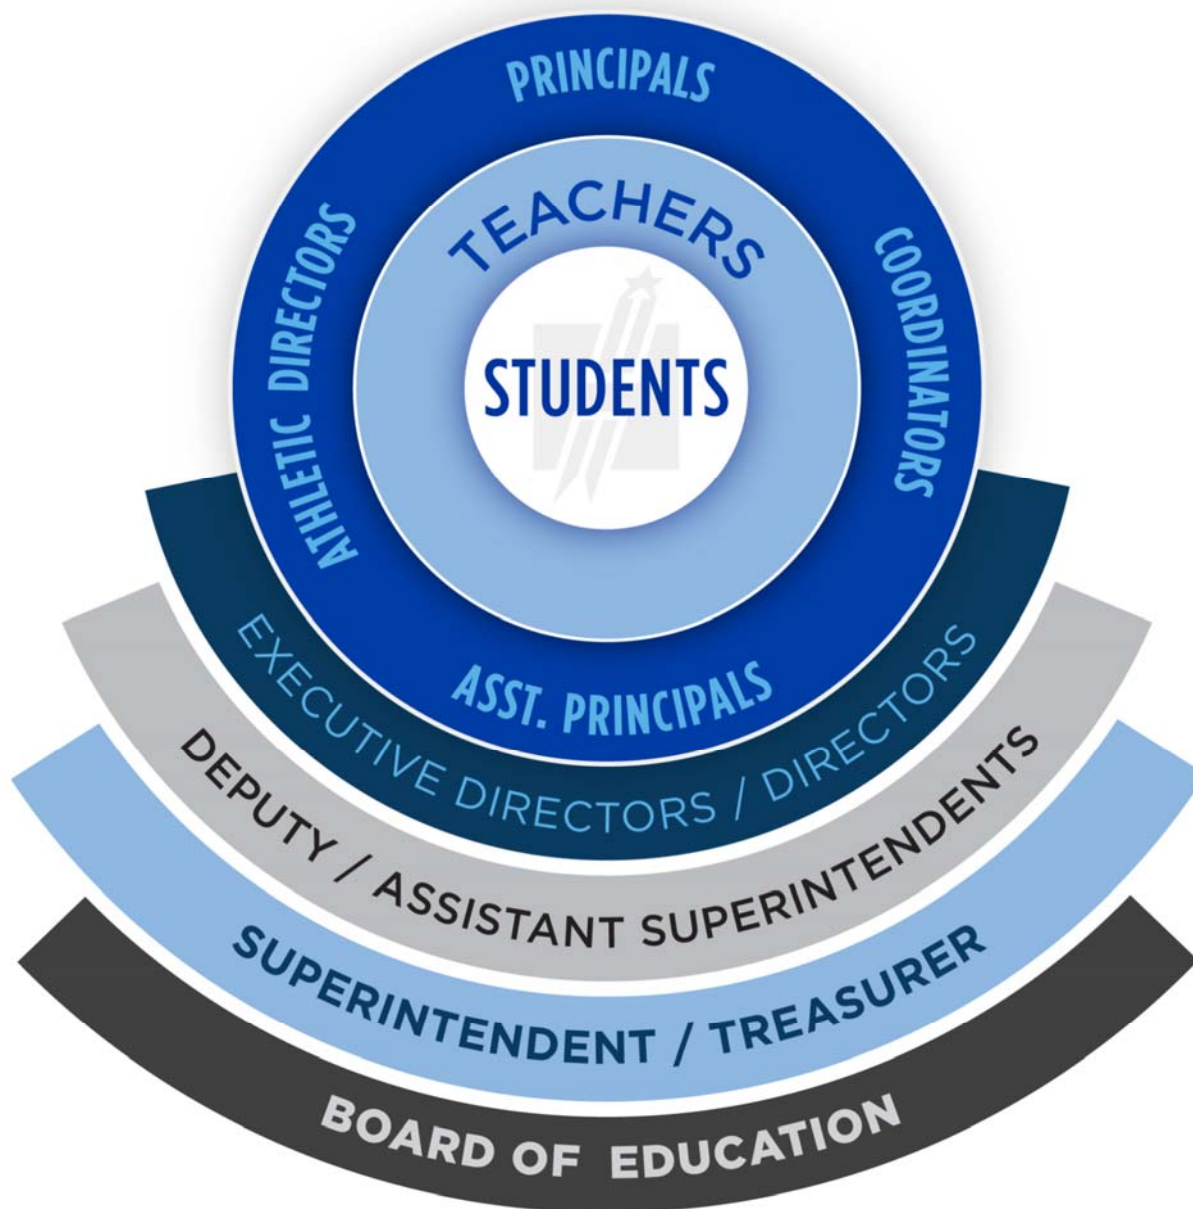 PRINCIPALS
TEACHERS
ATHLETIC DIRECTORS
COORDINATORS
STUDENTS
ASST. PRINCIPALS
EXECUTIVE DIRECTORS / DIRECTORS
DEPUTY / ASSISTANT SUPERINTENDENTS
SUPERINTENDENT / TREASURER
BOARD OF EDUCATION